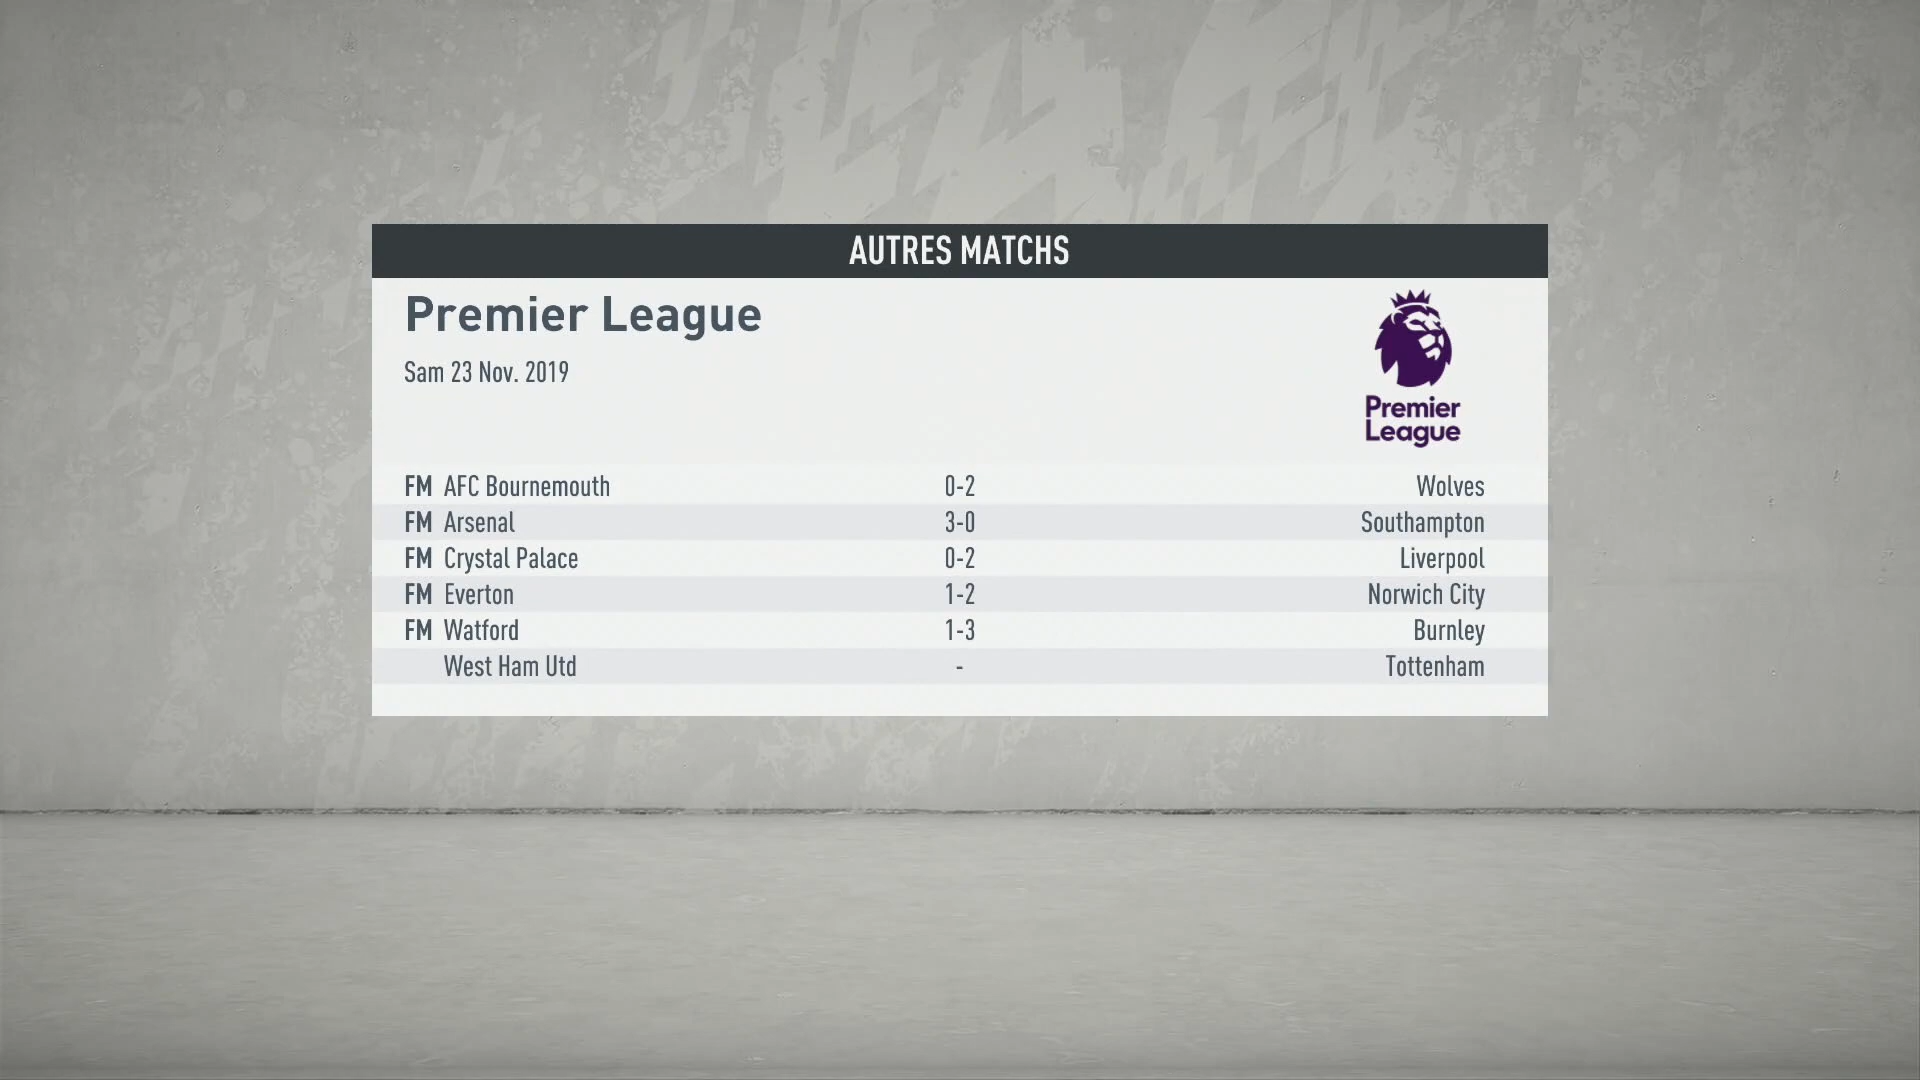 AUTRES MATCHS
Premier League
Sam 23 Nov. 2019
Premier
League
FM AFC Bournemouth 0-2 Wolves
FM Arsenal 3-0 Southampton
FM Crystal Palace 0-2 Liverpool
FM Everton 1-2 Norwich City
FM Watford 1-3 Burnley
West Ham Utd - Tottenham